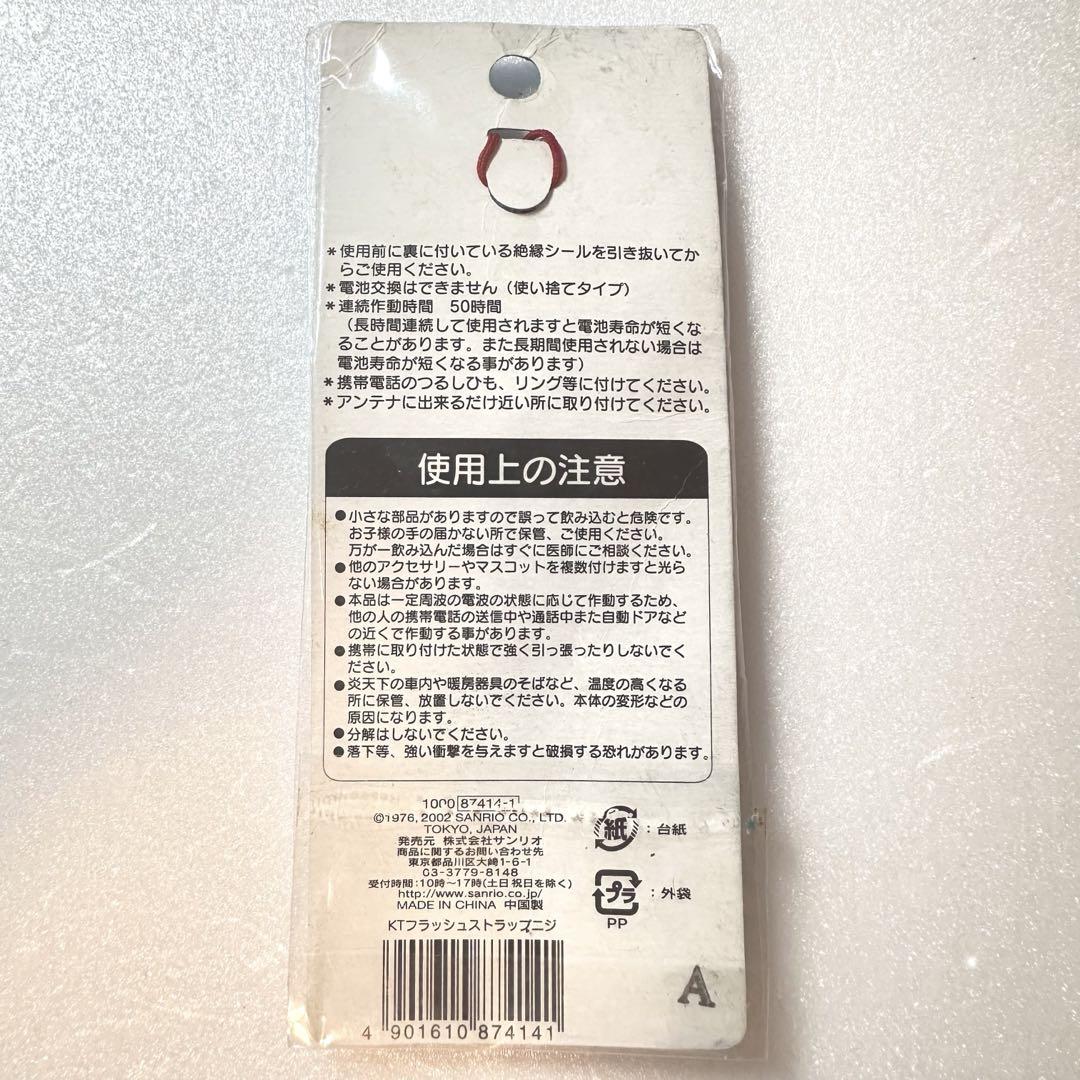 *使用前に裏に付いている絶縁シールを引き抜いてか
らご使用ください。
*電池交換はできません（使い捨てタイプ）
*連続作動時間　50時間
（長時間連続して使用されますと電池寿命が短くな
ることがあります。また長期間使用されない場合は
電池寿命が短くなる事があります）
*携帯電話のつるしひも、リング等に付けてください。
*アンテナに出来るだけ近い所に取り付けてください。
使用上の注意
●小さな部品がありますので誤って飲み込むと危険です。
お子様の手の届かない所で保管、ご使用ください。
万が一飲み込んだ場合はすぐに医師にご相談ください。
●他のアクセサリーやマスコットを複数付けますと光ら
ない場合があります。
●本品は一定周波の電波の状態に応じて作動するため、
他の人の携帯電話の送信中や通話中また自動ドアなど
の近くで作動する事があります。
●携帯に取り付けた状態で強く引っ張ったりしないでく
ださい。
●炎天下の車内や暖房器具のそばなど、温度の高くなる
所に保管、放置しないでください。本体の変形などの
原因になります。
●分解はしないでください。
●落下等、強い衝撃を与えますと破損する恐れがあります。
1000 87414-1
©1976, 2002 SANRIO CO., LTD.
TOKYO, JAPAN
発売元 株式会社サンリオ
商品に関するお問い合わせ先
東京都品川区大崎1-6-1
03-3779-8148
受付時間：10時〜17時(土日祝日を除く)
http://www.sanrio.co.jp/
MADE IN CHINA 中国製
紙：台紙
プラ：外袋
PP
KTフラッシュストラップニジ
A
4 901610 874141